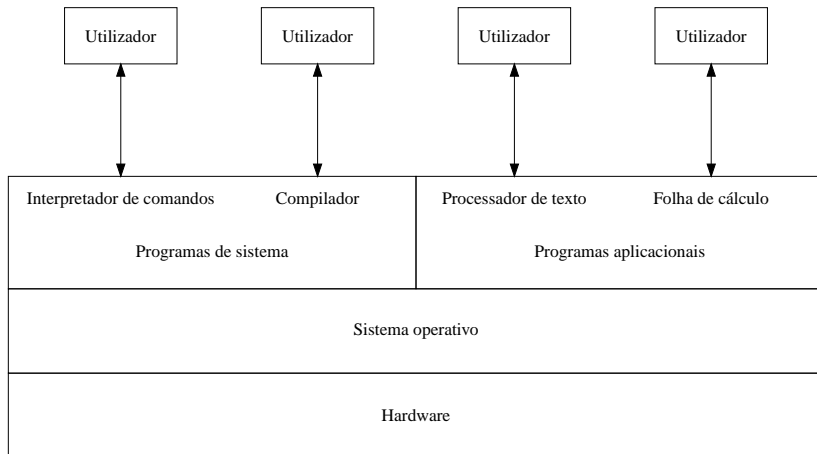 Utilizador
Utilizador
Utilizador
Utilizador
Interpretador de comandos
Compilador
Processador de texto
Folha de cálculo
Programas de sistema
Programas aplicacionais
Sistema operativo
Hardware